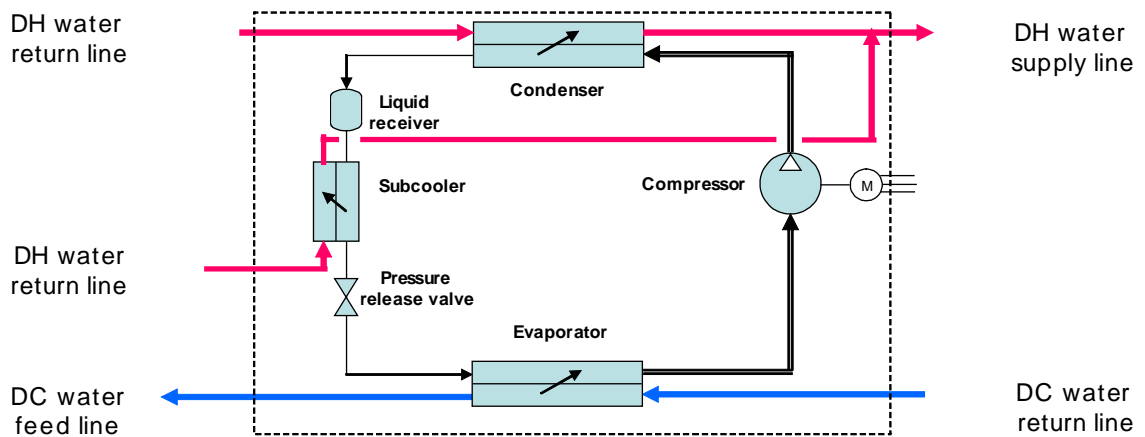 DH water
return line
DH water
supply line
Condenser
Liquid
receiver
Subcooler
Compressor
M
DH water
return line
Pressure
release valve
Evaporator
DC water
feed line
DC water
return line